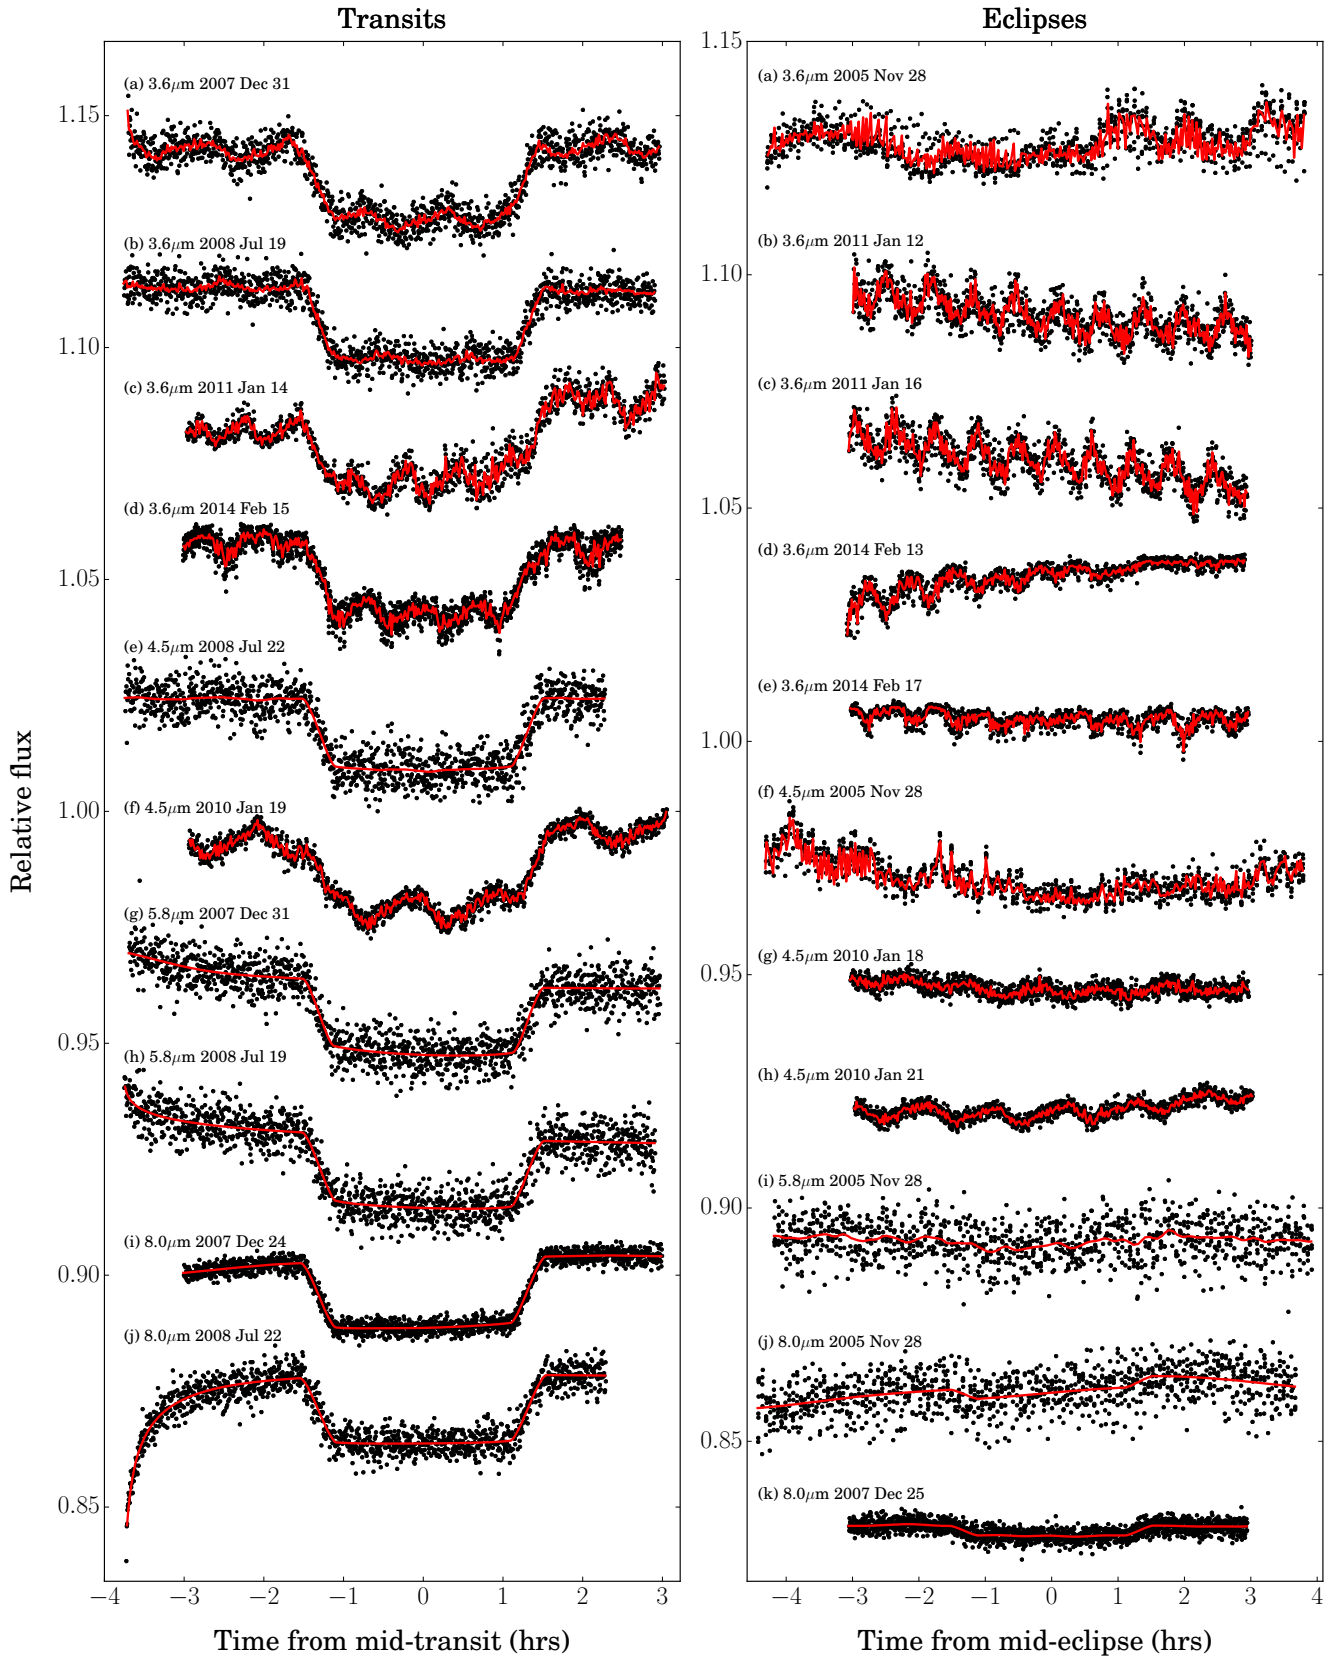 Transits
(a) 3.6μm 2007 Dec 31
(b) 3.6μm 2008 Jul 19
(c) 3.6μm 2011 Jan 14
(d) 3.6μm 2014 Feb 15
(e) 4.5μm 2008 Jul 22
(f) 4.5μm 2010 Jan 19
(g) 5.8μm 2007 Dec 31
(h) 5.8μm 2008 Jul 19
(i) 8.0μm 2007 Dec 24
(j) 8.0μm 2008 Jul 22
1.15
1.10
1.05
1.00
0.95
0.90
0.85
Relative flux
−4 −3 −2 −1 0 1 2 3
Time from mid-transit (hrs)
Eclipses
(a) 3.6μm 2005 Nov 28
(b) 3.6μm 2011 Jan 12
(c) 3.6μm 2011 Jan 16
(d) 3.6μm 2014 Feb 13
(e) 3.6μm 2014 Feb 17
(f) 4.5μm 2005 Nov 28
(g) 4.5μm 2010 Jan 18
(h) 4.5μm 2010 Jan 21
(i) 5.8μm 2005 Nov 28
(j) 8.0μm 2005 Nov 28
(k) 8.0μm 2007 Dec 25
1.15
1.10
1.05
1.00
0.95
0.90
0.85
−4 −3 −2 −1 0 1 2 3 4
Time from mid-eclipse (hrs)